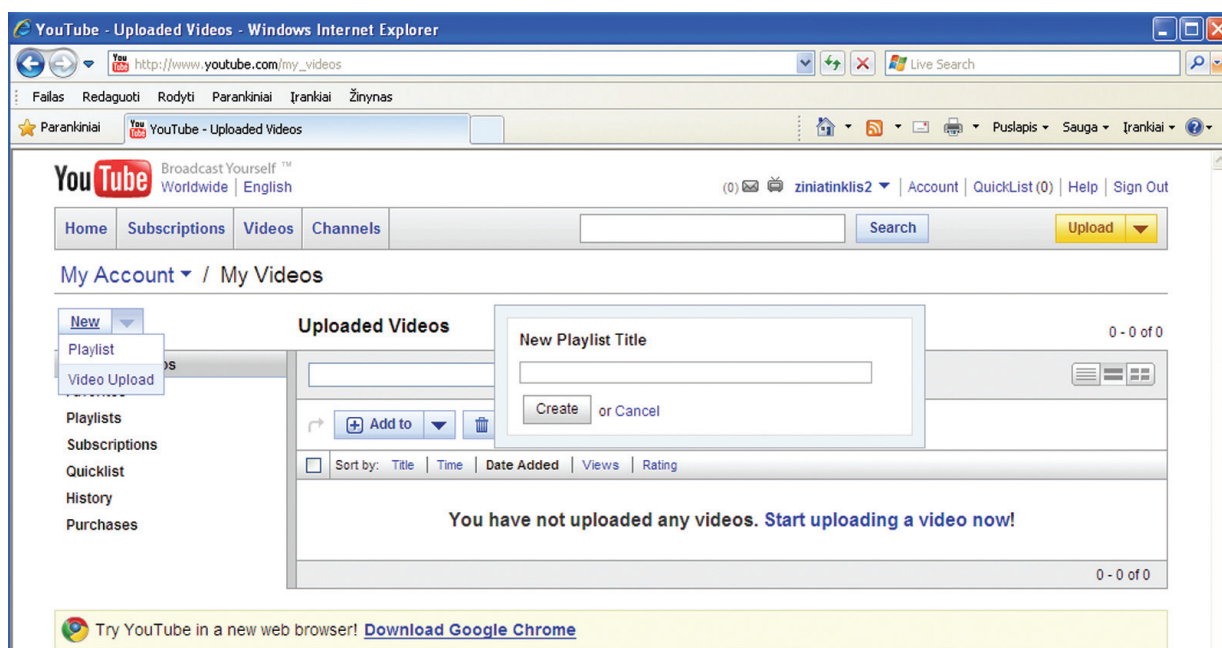 YouTube - Uploaded Videos - Windows Internet Explorer
http://www.youtube.com/my_videos
Live Search
Failas Redaguoti Rodyti Parankiniai Įrankiai Žinynas
Parankiniai
YouTube - Uploaded Videos
Puslapis Sauga Įrankiai
YouTube
Broadcast Yourself ™
Worldwide | English
(0) ziniatinklis2 | Account | QuickList (0) | Help | Sign Out
Home Subscriptions Videos Channels
Search
Upload
My Account / My Videos
New
Playlist
Video Upload
Playlists
Subscriptions
Quicklist
History
Purchases
Uploaded Videos
0 - 0 of 0
New Playlist Title
Create or Cancel
Add to
Sort by: Title | Time | Date Added | Views | Rating
You have not uploaded any videos. Start uploading a video now!
0 - 0 of 0
Try YouTube in a new web browser! Download Google Chrome